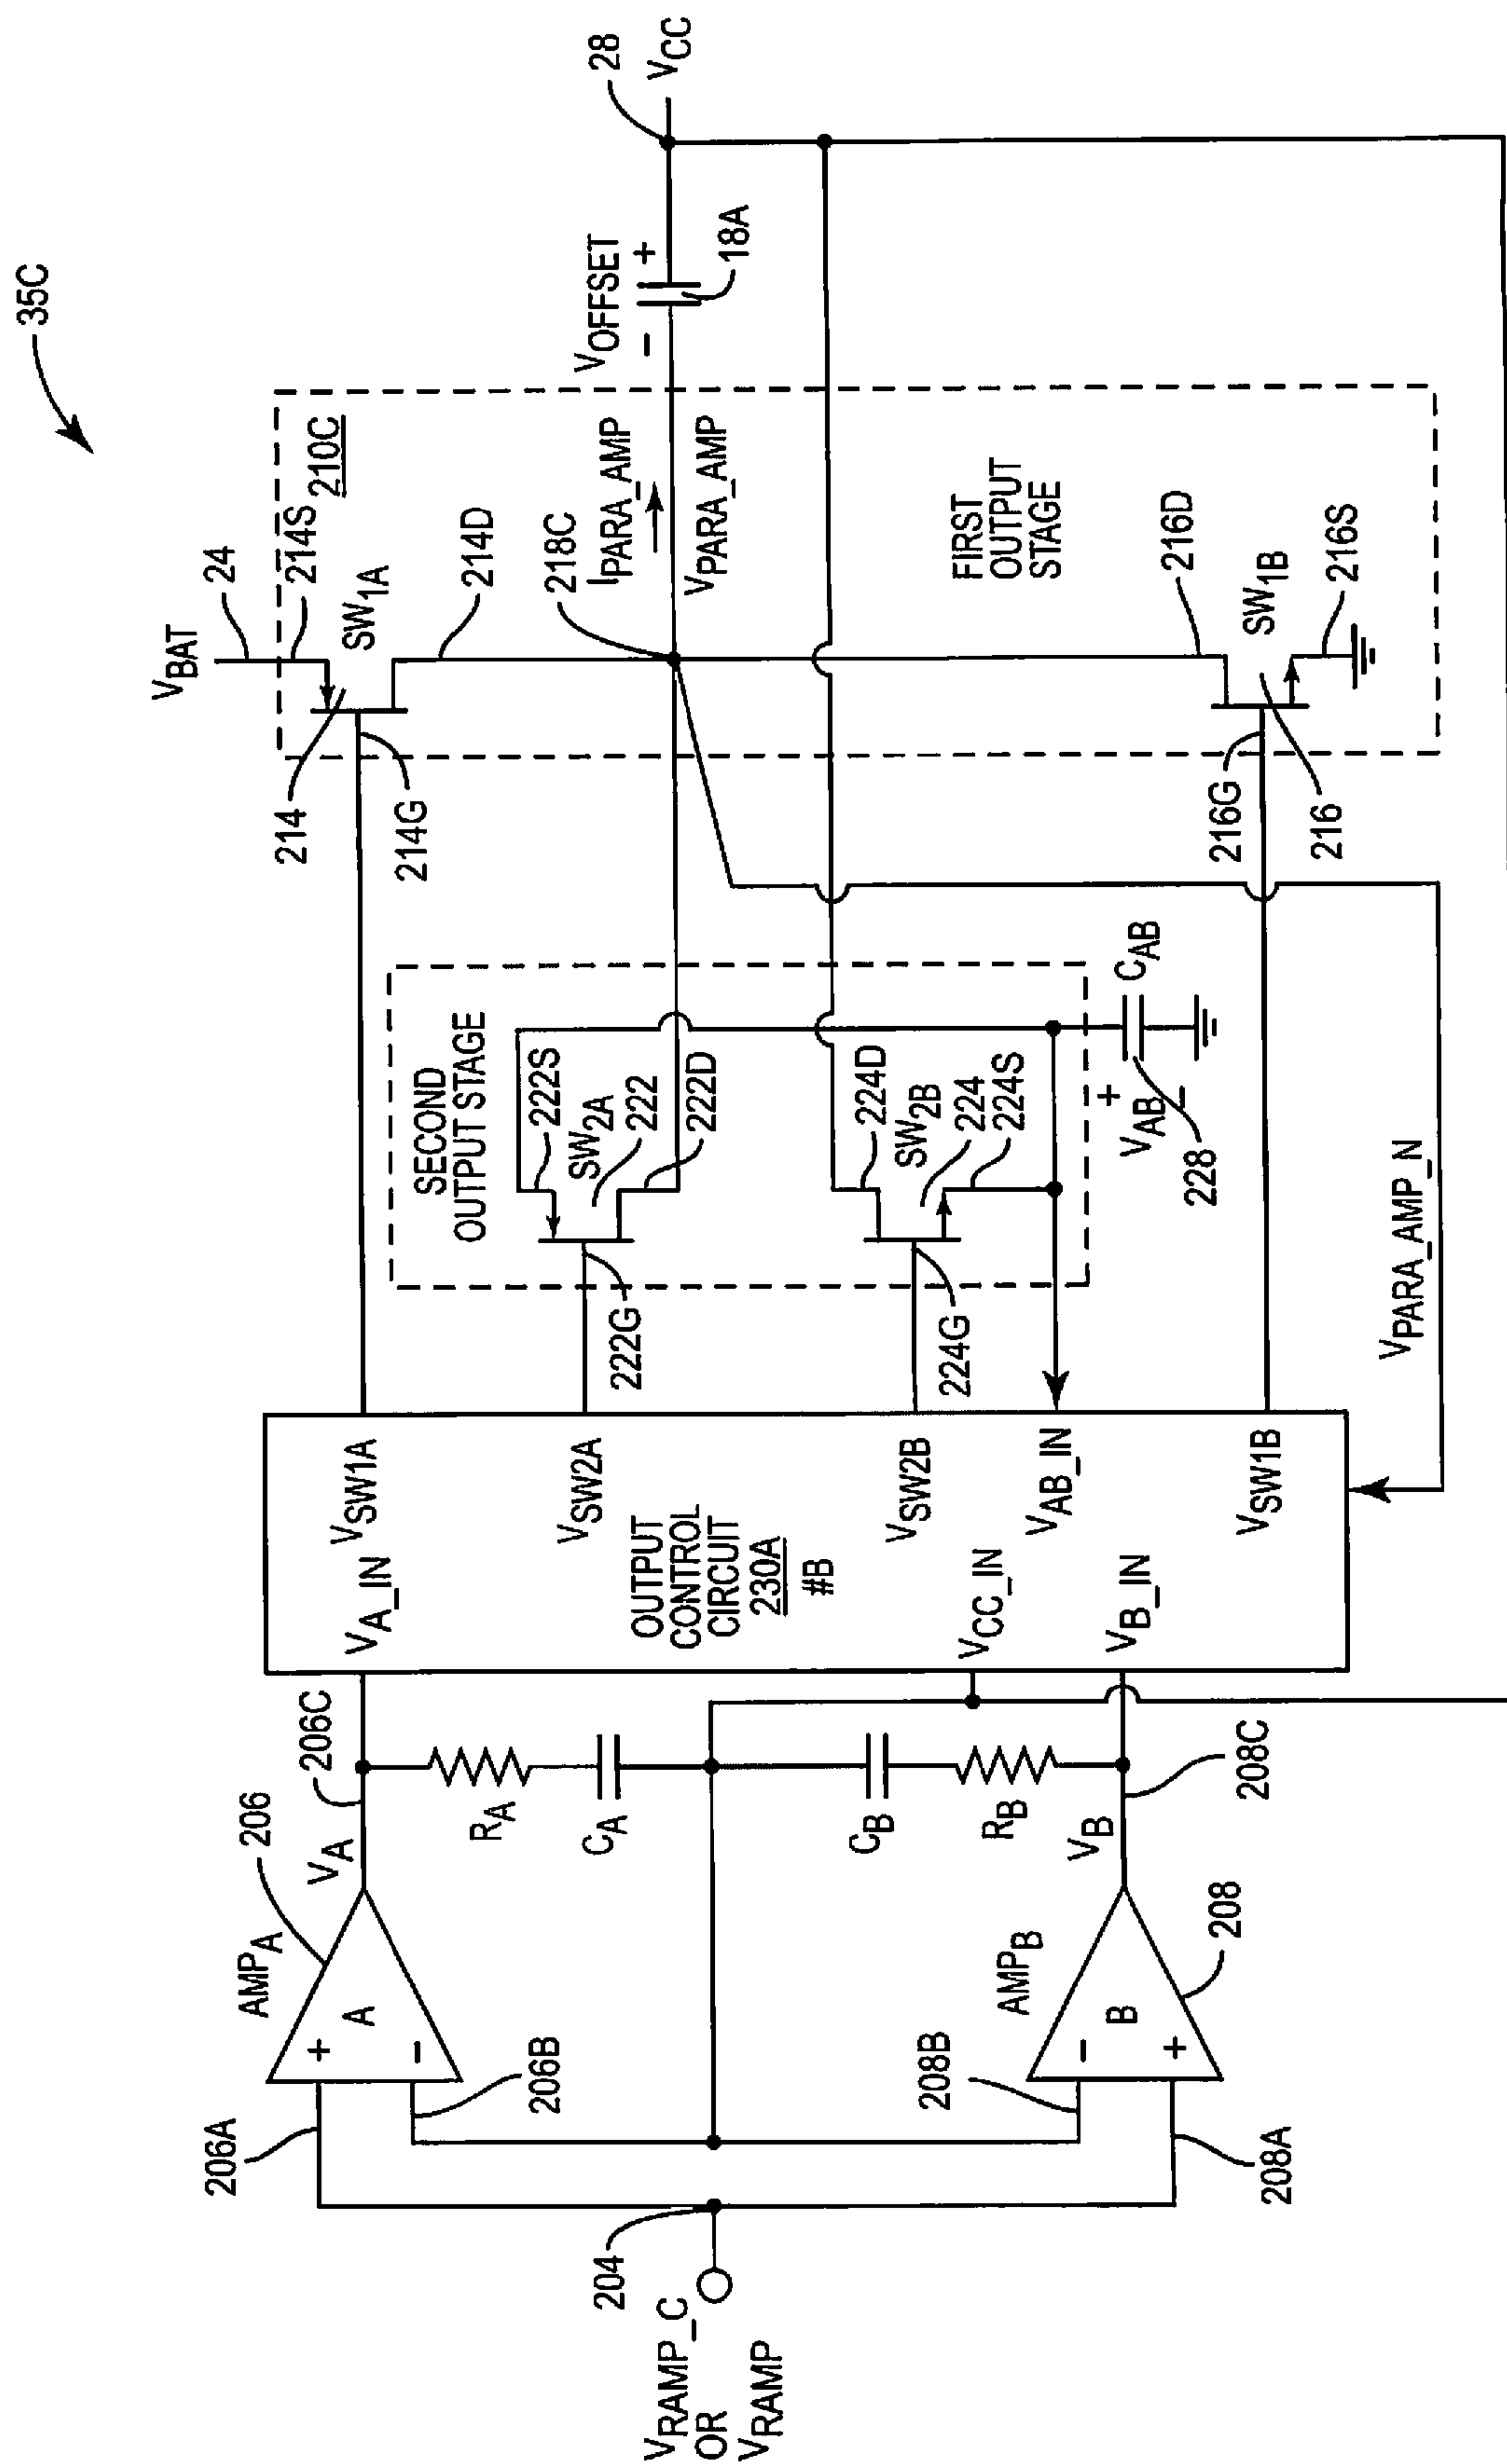 35C
VBAT
24
214S
210C
SW1A
214
214G
214D
218C
IPARA_AMP
VPARA_AMP
VOFFSET
-
+
18A
28
VCC
FIRST
OUTPUT
STAGE
216D
SW1B
216S
216G
216
SECOND
OUTPUT STAGE
222S
SW2A
222
222D
222G
224D
SW2B
224
224S
224G
CAB
+
VAB
-
228
VPARA_AMP_N
VSW1A
VA_IN
VSW2A
OUTPUT
CONTROL
CIRCUIT
230A
#B
VSW2B
VCC_IN
VAB_IN
VB_IN
VSW1B
206C
VA
206
AMPA
A
+
-
206A
206B
RA
CA
CB
RB
VB
208C
AMPB
208
B
-
+
208B
208A
204
VRAMP_C
OR
VRAMP